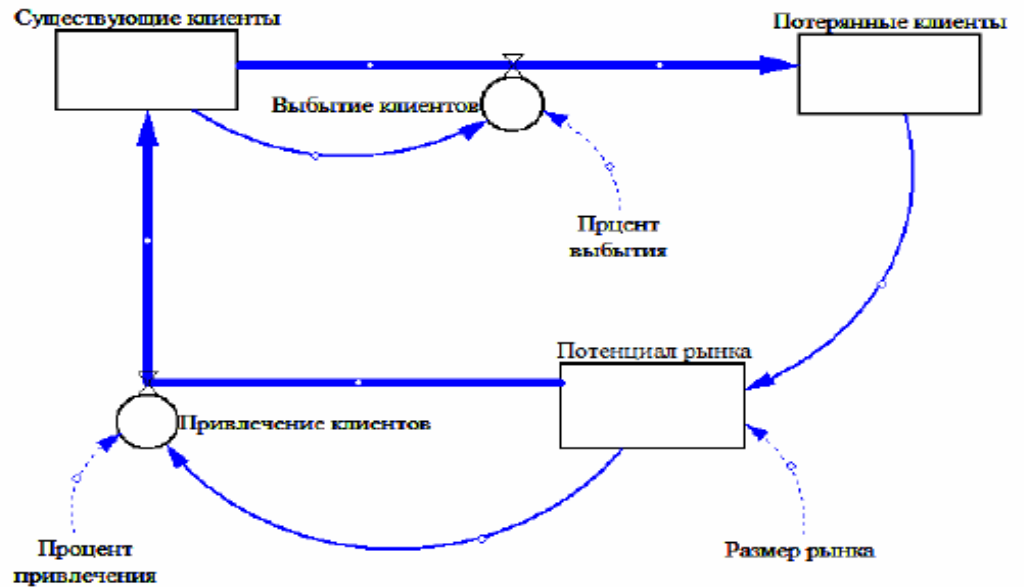 Существующие клиенты
Потерянные клиенты
Выбытие клиентов
Прцент
выбытия
Потенциал рынка
Привлечение клиентов
Процент
привлечения
Размер рынка